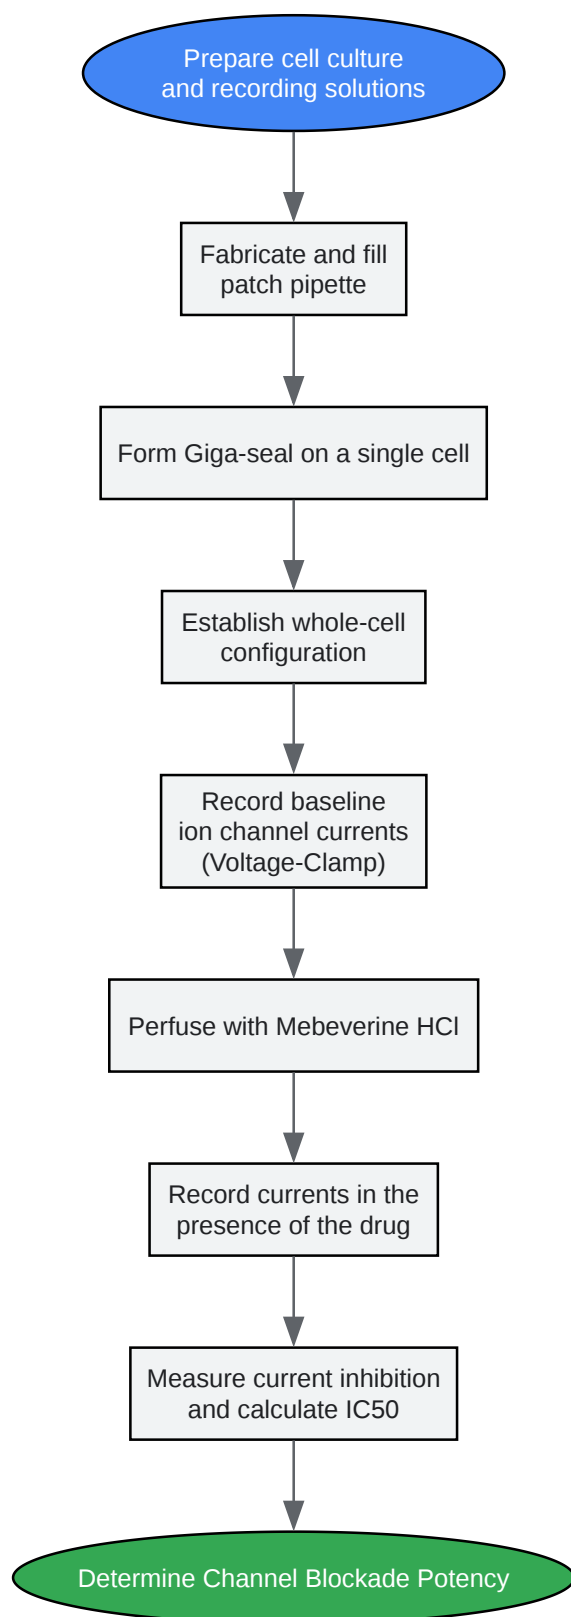 Prepare cell culture
and recording solutions
Fabricate and fill
patch pipette
Form Giga-seal on a single cell
Establish whole-cell
configuration
Record baseline
ion channel currents
(Voltage-Clamp)
Perfuse with Mebeverine HCl
Record currents in the
presence of the drug
Measure current inhibition
and calculate IC50
Determine Channel Blockade Potency